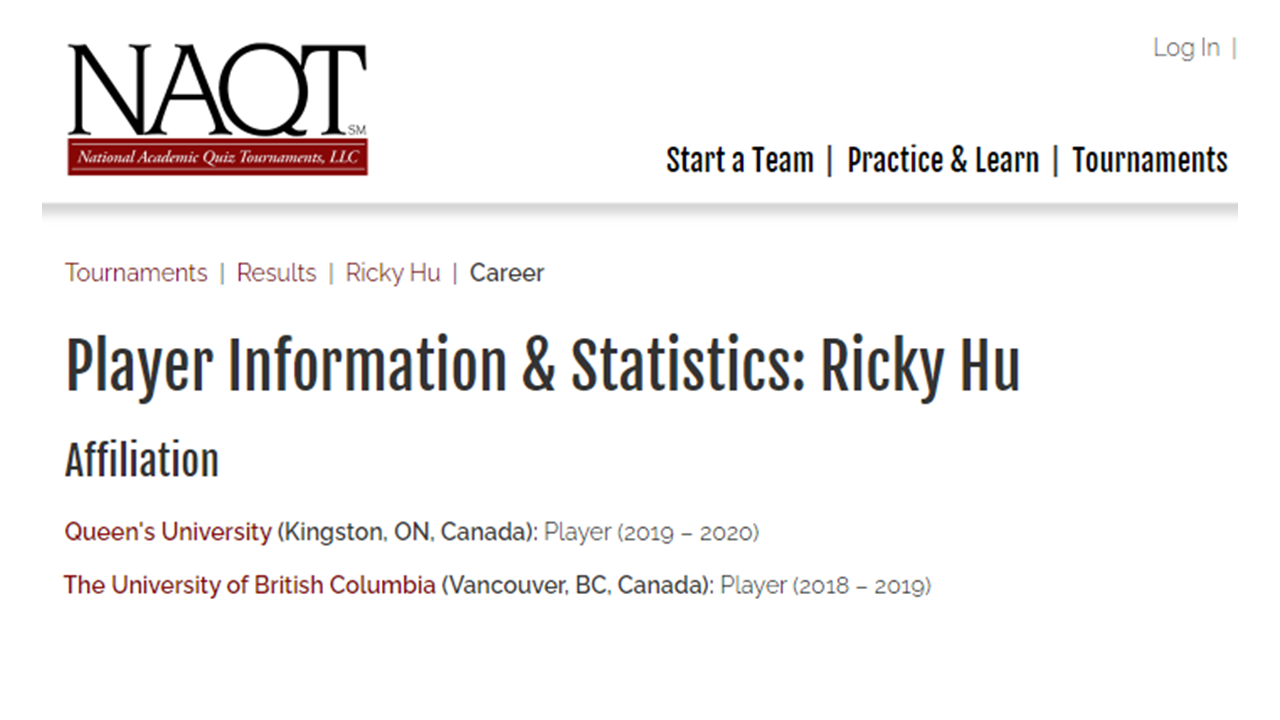 NAQT SM
National Academic Quiz Tournaments, LLC
Log In |
Start a Team | Practice & Learn | Tournaments
Tournaments | Results | Ricky Hu | Career
Player Information & Statistics: Ricky Hu
Affiliation
Queen's University (Kingston, ON, Canada): Player (2019 – 2020)
The University of British Columbia (Vancouver, BC, Canada): Player (2018 – 2019)